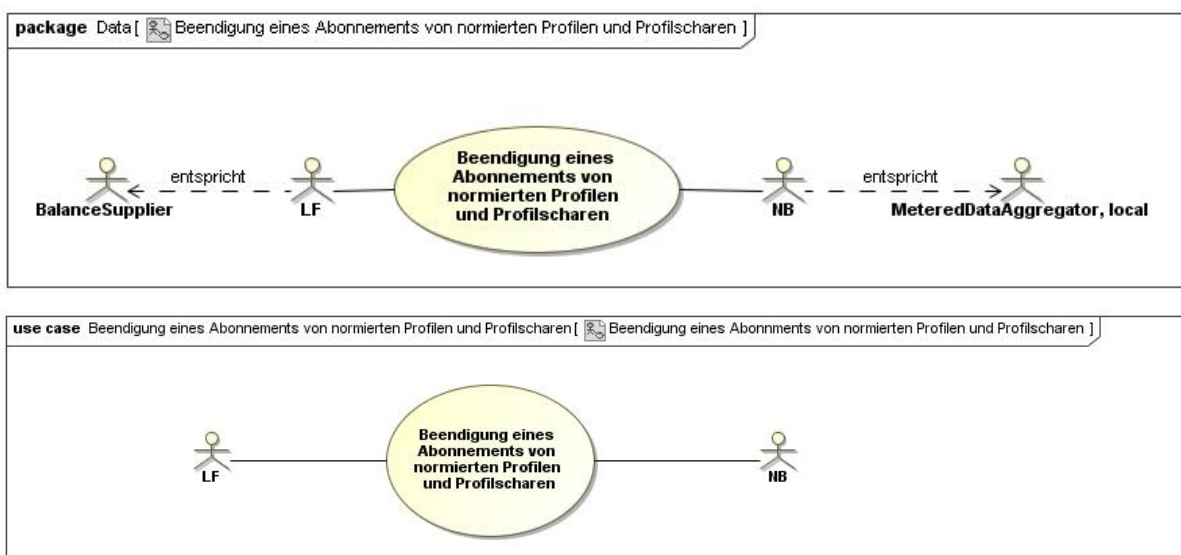 package Data [ Beendigung eines Abonnements von normierten Profilen und Profilscharen ]
Beendigung eines
Abonnements von
normierten Profilen
und Profilscharen
entspricht
entspricht
BalanceSupplier
LF
NB
MeteredDataAggregator, local
use case Beendigung eines Abonnements von normierten Profilen und Profilscharen [ Beendigung eines Abonnments von normierten Profilen und Profilscharen ]
Beendigung eines
Abonnements von
normierten Profilen
und Profilscharen
LF
NB